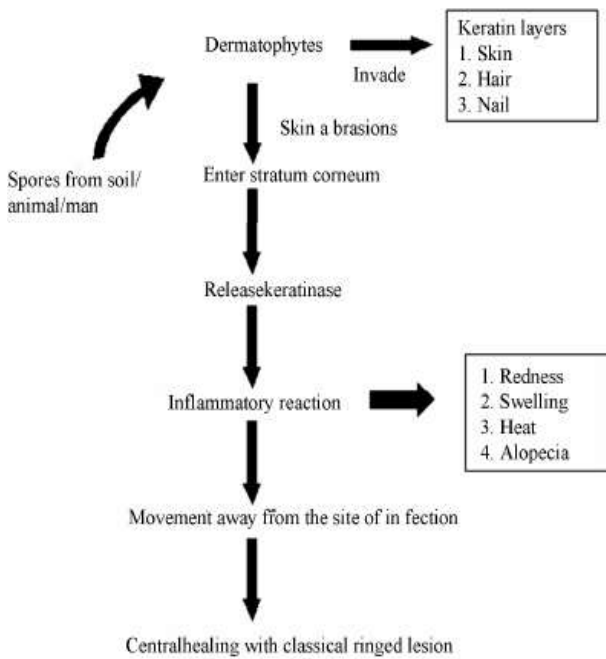 Dermatophytes
Invade
Keratin layers
1. Skin
2. Hair
3. Nail
Skin a brasions
Spores from soil/
animal/man
Enter stratum corneum
Releasekeratinase
Inflammatory reaction
1. Redness
2. Swelling
3. Heat
4. Alopecia
Movement away from the site of in fection
Centralhealing with classical ringed lesion